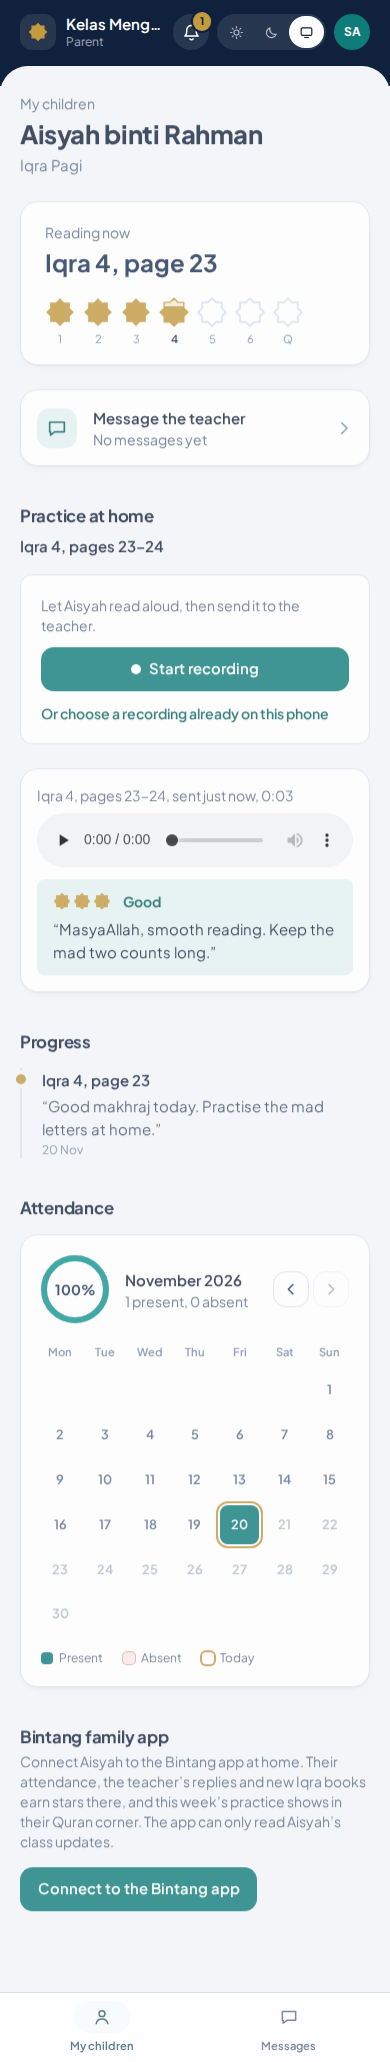 Kelas Meng...
Parent
1
SA
My children
Aisyah binti Rahman
Iqra Pagi
Reading now
Iqra 4, page 23
1 2 3 4 5 6 Q
Message the teacher
No messages yet
Practice at home
Iqra 4, pages 23–24
Let Aisyah read aloud, then send it to the
teacher.
Start recording
Or choose a recording already on this phone
Iqra 4, pages 23–24, sent just now, 0:03
0:00 / 0:00
Good
“MasyaAllah, smooth reading. Keep the
mad two counts long.”
Progress
Iqra 4, page 23
“Good makhraj today. Practise the mad
letters at home.”
20 Nov
Attendance
100%
November 2026
1 present, 0 absent
Mon Tue Wed Thu Fri Sat Sun
1
2 3 4 5 6 7 8
9 10 11 12 13 14 15
16 17 18 19 20 21 22
23 24 25 26 27 28 29
30
Present Absent Today
Bintang family app
Connect Aisyah to the Bintang app at home. Their
attendance, the teacher’s replies and new Iqra books
earn stars there, and this week’s practice shows in
their Quran corner. The app can only read Aisyah’s
class updates.
Connect to the Bintang app
My children
Messages